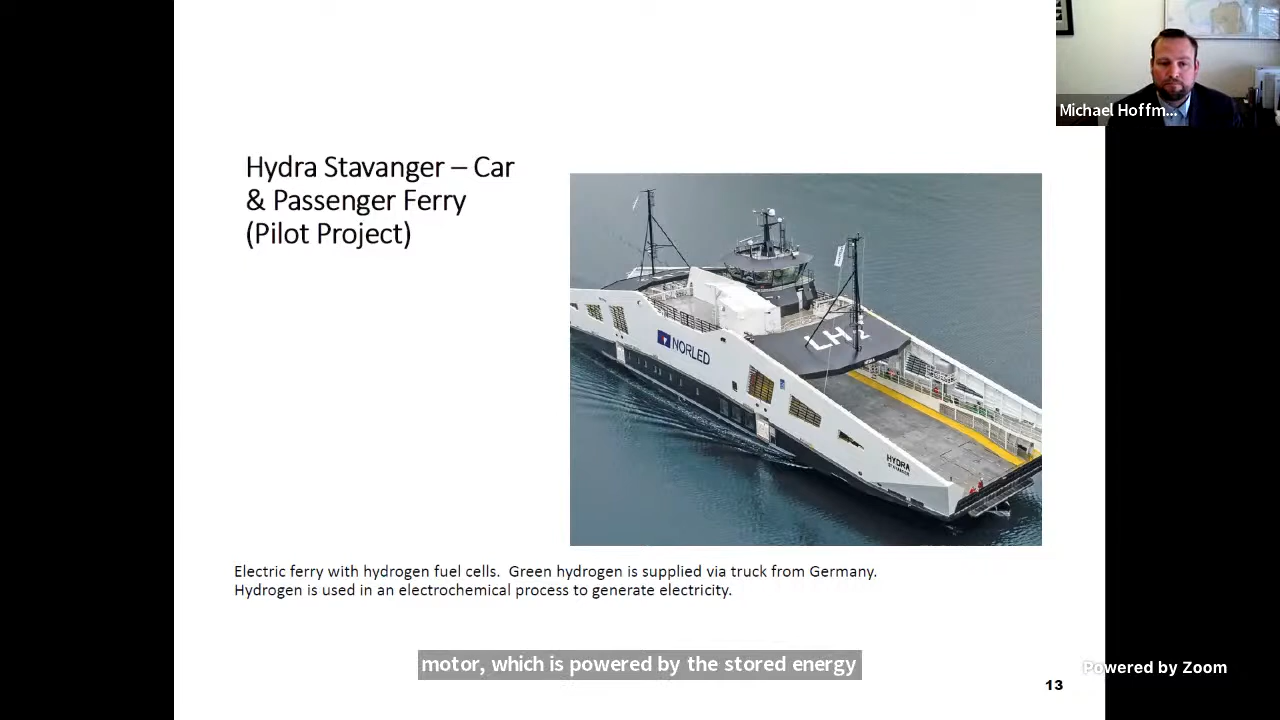 Michael Hoffm...
Hydra Stavanger – Car
& Passenger Ferry
(Pilot Project)
NORLED
LH2
HYDRA
Electric ferry with hydrogen fuel cells.  Green hydrogen is supplied via truck from Germany.
Hydrogen is used in an electrochemical process to generate electricity.
motor, which is powered by the stored energy
Powered by Zoom
13